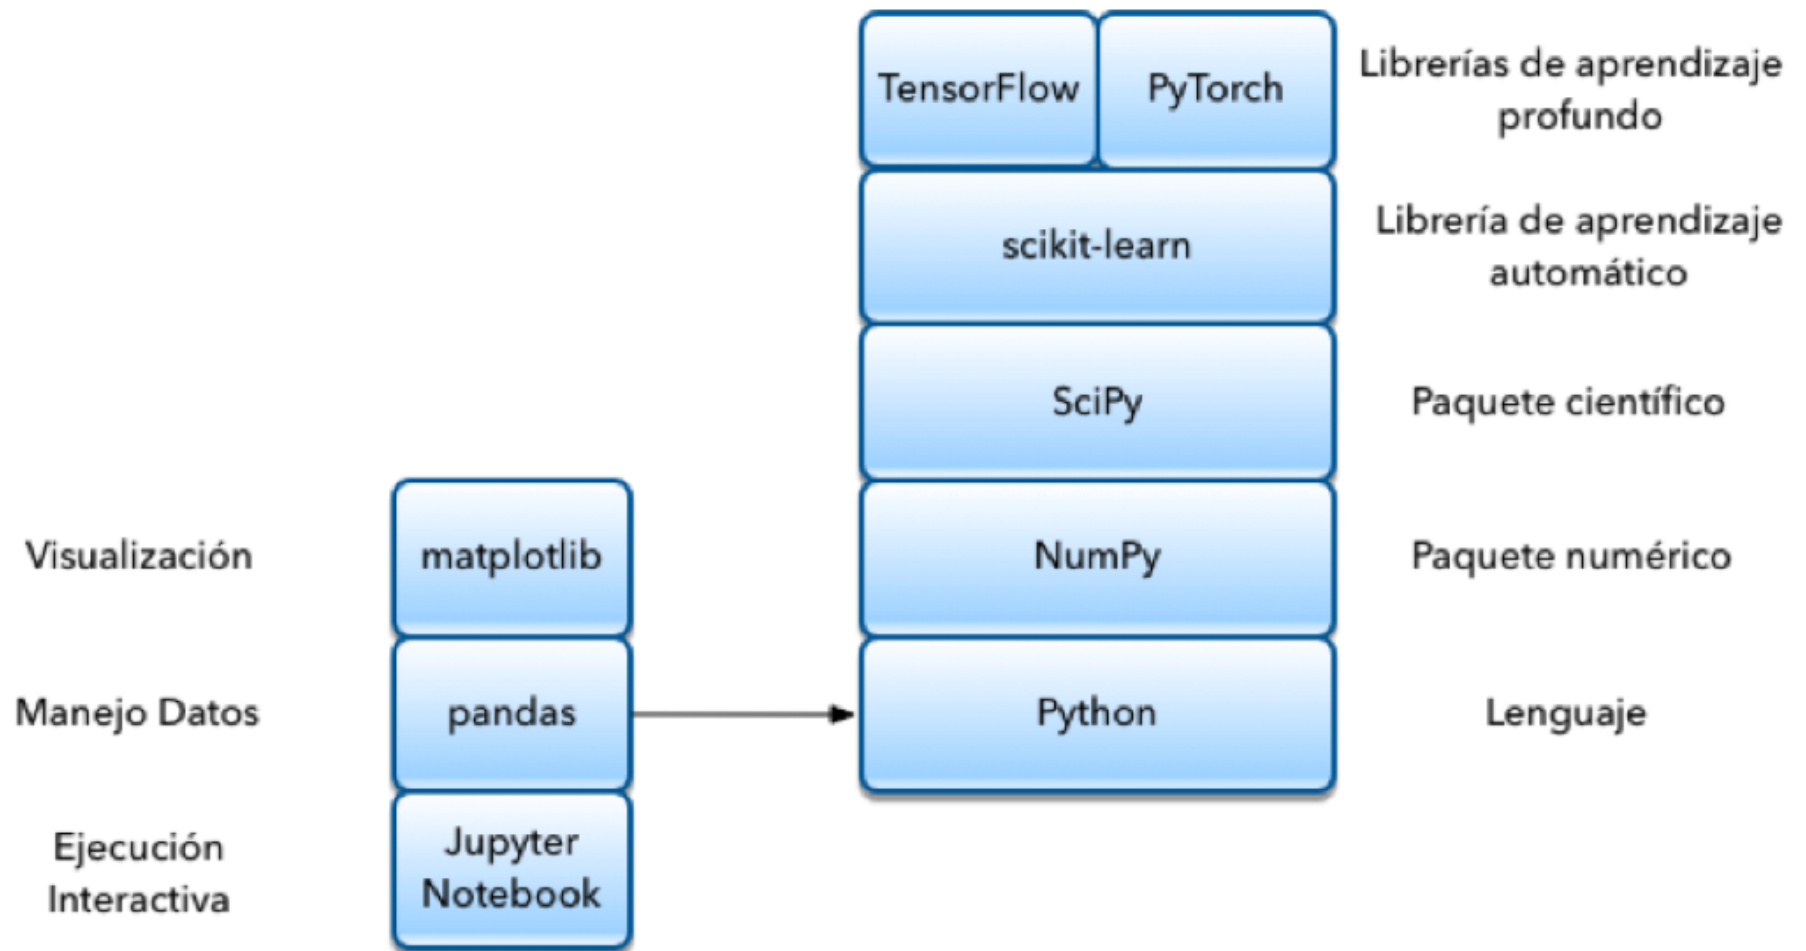 TensorFlow
PyTorch
Librerías de aprendizaje
profundo
scikit-learn
Librería de aprendizaje
automático
SciPy
Paquete científico
Visualización
matplotlib
NumPy
Paquete numérico
Manejo Datos
pandas
Python
Lenguaje
Ejecución
Interactiva
Jupyter
Notebook